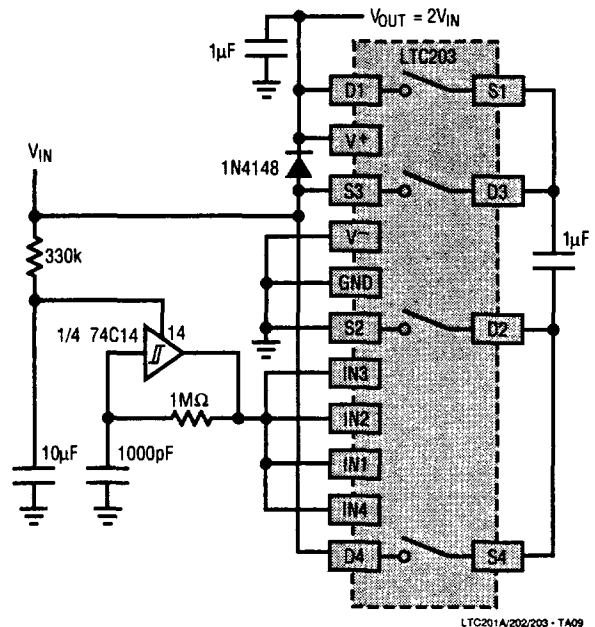 VOUT = 2VIN
1µF
LTC203
D1
S1
V+
VIN
1N4148
S3
D3
V−
1µF
330k
GND
1/4 74C14
14
S2
D2
IN3
1MΩ
IN2
10µF
1000pF
IN1
IN4
D4
S4
LTC201A/202/203 • TA09